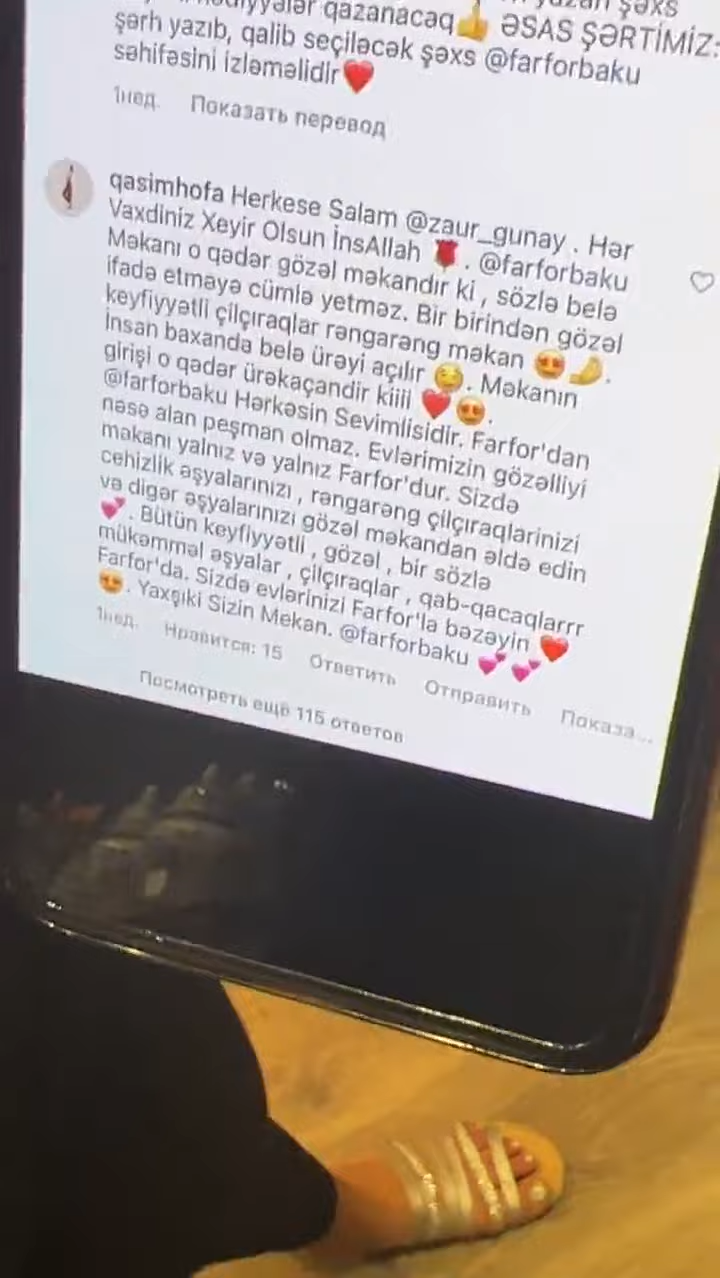 qazanacaq👍 ƏSAS ŞƏRTİMİZ:
şərh yazıb, qalib seçiləcək şəxs @farforbaku
səhifəsini izləməlidir❤️
1нед. Показать перевод
qasimhofa Herkese Salam @zaur_gunay . Hər
Vaxdiniz Xeyir Olsun İnsAllah 🌹. @farforbaku
Məkanı o qədər gözəl məkandır ki , sözlə belə
ifadə etməyə cümlə yetməz. Bir birindən gözəl
keyfiyyətli çilçıraqlar rəngarəng məkan 😍🤌.
İnsan baxanda belə ürəyi açılır 😋. Məkanın
girişi o qədər ürəkaçandir kiiii ❤️😍.
@farforbaku Hərkəsin Sevimlisidir. Farfor'dan
nəsə alan peşman olmaz. Evlərimizin gözəlliyi
məkanı yalnız və yalnız Farfor'dur. Sizdə
cehizlik əşyalarınızı , rəngarəng çilçıraqlarinizi
və digər əşyalarınızı gözəl məkandan əldə edin
💕. Bütün keyfiyyətli , gözəl , bir sözlə
mükəmməl əşyalar , çilçıraqlar , qab-qacaqlarrr
Farfor'da. Sizdə evlərinizi Farfor'la bəzəyin ❤️
😍. Yaxşıki Sizin Mekan. @farforbaku 💕💕
1нед. Нравится: 15 Ответить Отправить Показа...
Посмотреть ещё 115 ответов